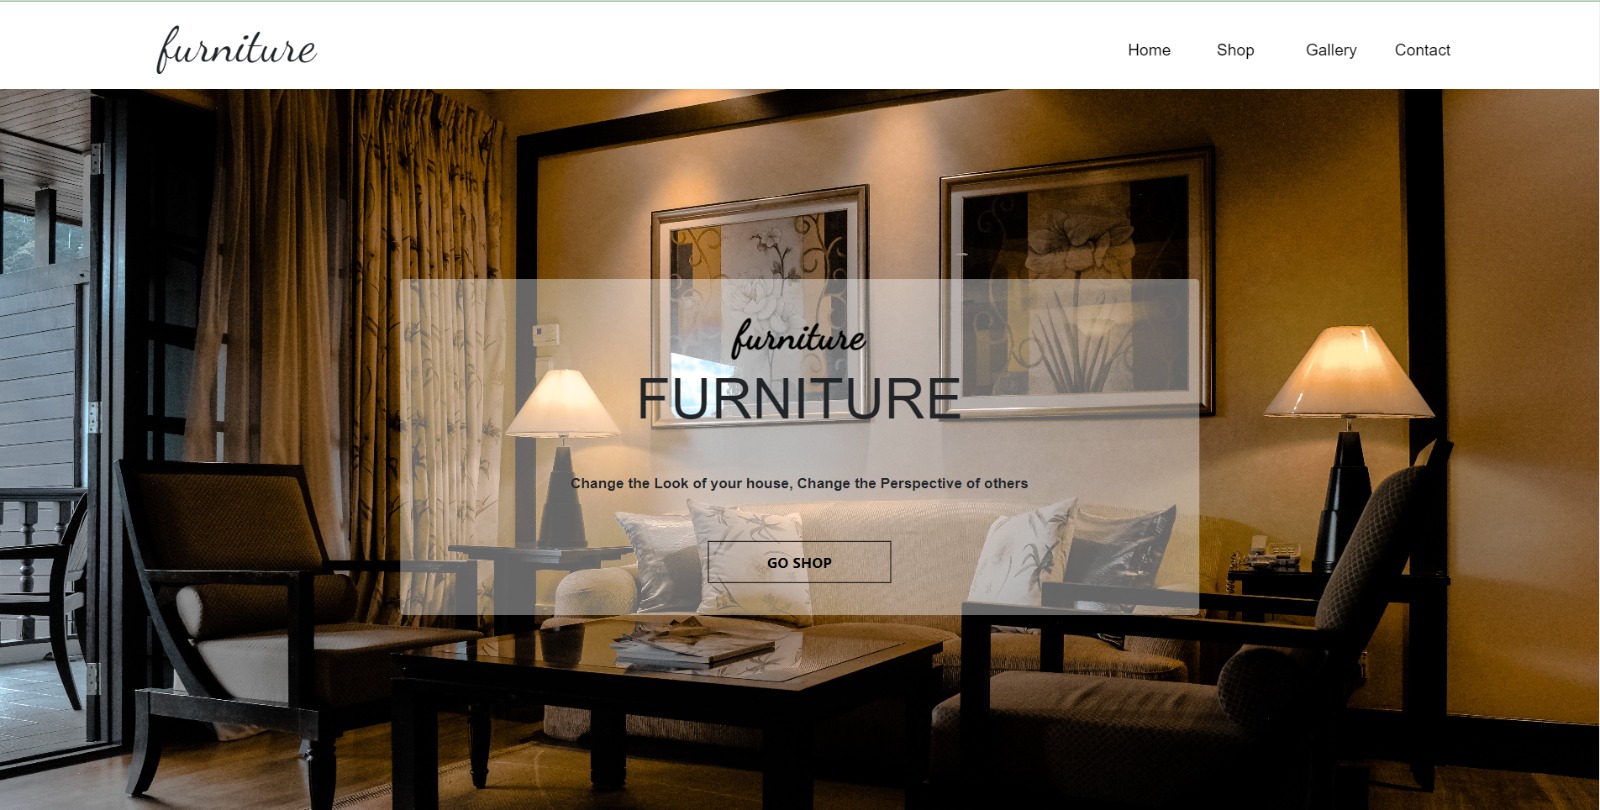 furniture
Home Shop Gallery Contact
furniture
FURNITURE
Change the Look of your house, Change the Perspective of others
GO SHOP